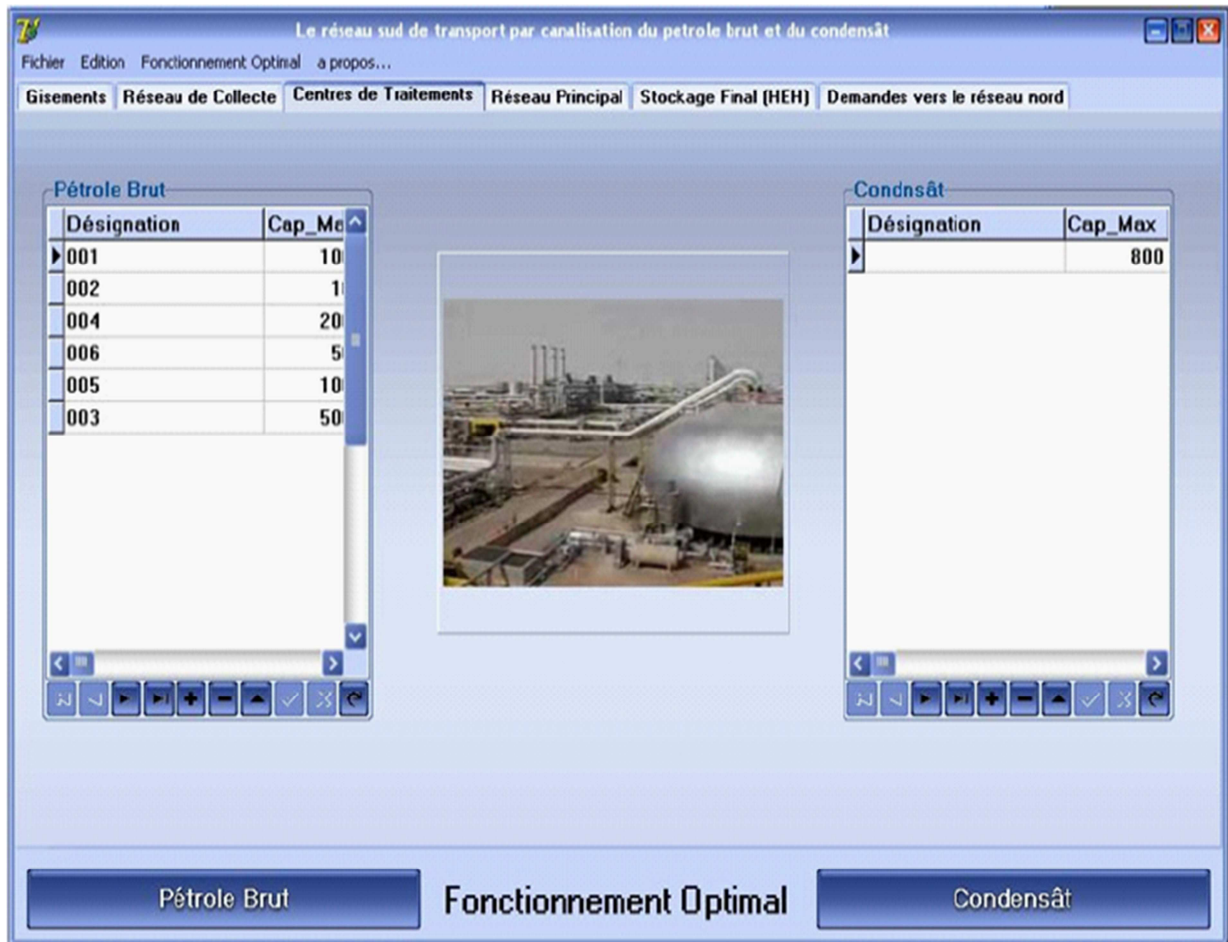 Le réseau sud de transport par canalisation du petrole brut et du condensât
Fichier Edition Fonctionnement Optimal a propos...
Gisements Réseau de Collecte Centres de Traitements Réseau Principal Stockage Final (HEH) Demandes vers le réseau nord
Pétrole Brut
Désignation
001
002
004
006
005
003
Condnsât
Désignation Cap_Max
800
Pétrole Brut Fonctionnement Optimal Condensât